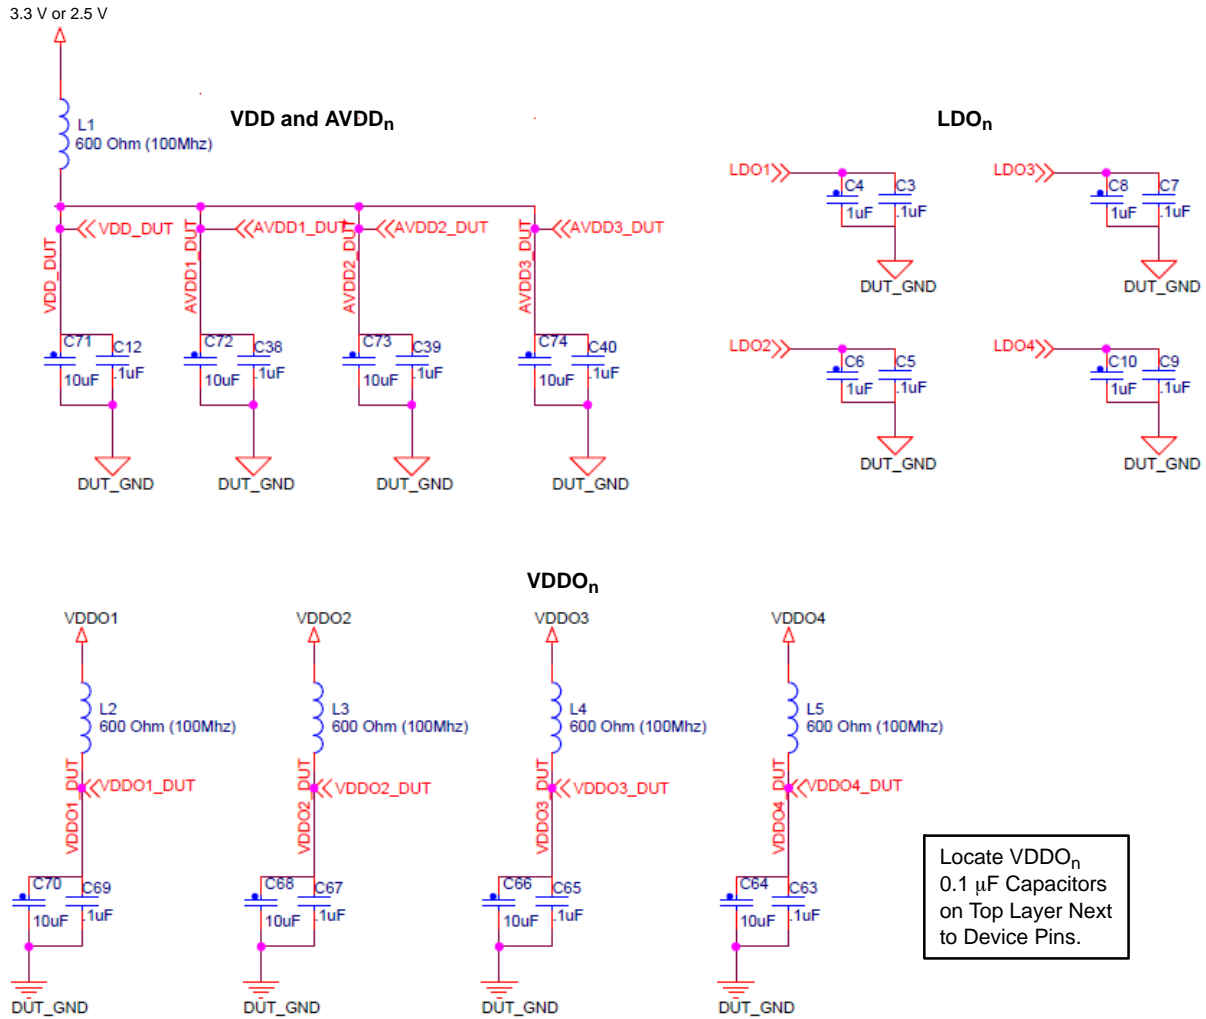 3.3 V or 2.5 V
L1
600 Ohm (100Mhz)
VDD and AVDDn
VDD_DUT
AVDD1_DUT
AVDD2_DUT
AVDD3_DUT
VDD_DUT
AVDD1_DUT
AVDD2_DUT
AVDD3_DUT
C71
10uF
C12
.1uF
C72
10uF
C38
.1uF
C73
10uF
C39
.1uF
C74
10uF
C40
.1uF
DUT_GND
DUT_GND
DUT_GND
DUT_GND
LDOn
LDO1
C4
1uF
C3
.1uF
DUT_GND
LDO3
C8
1uF
C7
.1uF
DUT_GND
LDO2
C6
1uF
C5
.1uF
DUT_GND
LDO4
C10
1uF
C9
.1uF
DUT_GND
VDDOn
VDDO1
L2
600 Ohm (100Mhz)
VDDO1_DUT
VDDO1_DUT
C70
10uF
C69
.1uF
DUT_GND
VDDO2
L3
600 Ohm (100Mhz)
VDDO2_DUT
VDDO2_DUT
C68
10uF
C67
.1uF
DUT_GND
VDDO3
L4
600 Ohm (100Mhz)
VDDO3_DUT
VDDO3_DUT
C66
10uF
C65
.1uF
DUT_GND
VDDO4
L5
600 Ohm (100Mhz)
VDDO4_DUT
VDDO4_DUT
C64
10uF
C63
.1uF
DUT_GND
Locate VDDOn
0.1 μF Capacitors
on Top Layer Next
to Device Pins.